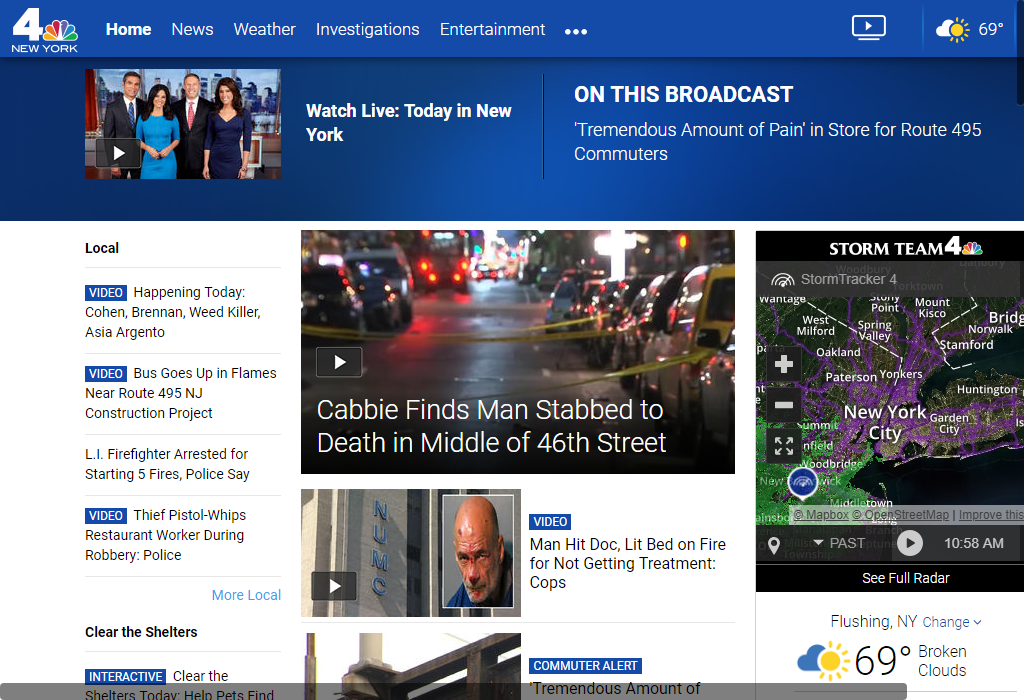 4
NEW YORK
Home News Weather Investigations Entertainment
69°
Watch Live: Today in New
York
ON THIS BROADCAST
'Tremendous Amount of Pain' in Store for Route 495
Commuters
Local
VIDEO Happening Today:
Cohen, Brennan, Weed Killer,
Asia Argento
VIDEO Bus Goes Up in Flames
Near Route 495 NJ
Construction Project
L.I. Firefighter Arrested for
Starting 5 Fires, Police Say
VIDEO Thief Pistol-Whips
Restaurant Worker During
Robbery: Police
More Local
Clear the Shelters
INTERACTIVE Clear the
Shelters Today: Help Pets Find
Cabbie Finds Man Stabbed to
Death in Middle of 46th Street
NUMC
VIDEO
Man Hit Doc, Lit Bed on Fire
for Not Getting Treatment:
Cops
COMMUTER ALERT
'Tremendous Amount of
STORM TEAM 4
StormTracker 4
Woodbury
Danbury
Yorktown
Wantage
Stony
Point
Mount
Kisco
West
Milford
Spring
Valley
Norwalk
Stamford
Oakland
Paterson
Yonkers
Huntington
New York
City
Garden
City
Woodbridge
Middletown
© Mapbox © OpenStreetMap | Improve this
PAST
10:58 AM
See Full Radar
Flushing, NY Change
69° Broken
Clouds